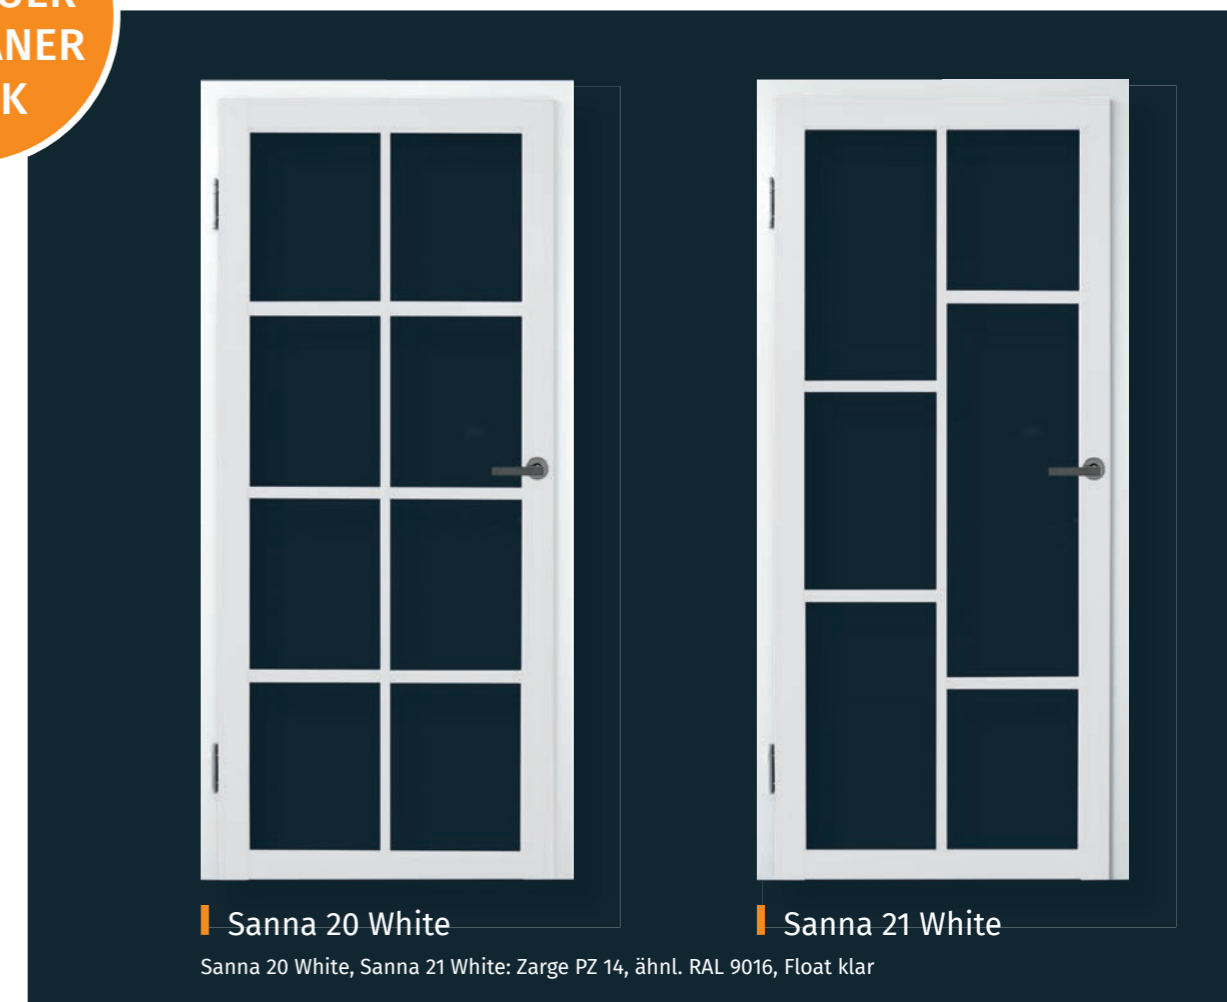 K
Sanna 20 White
Sanna 21 White
Sanna 20 White, Sanna 21 White: Zarge PZ 14, ähnl. RAL 9016, Float klar